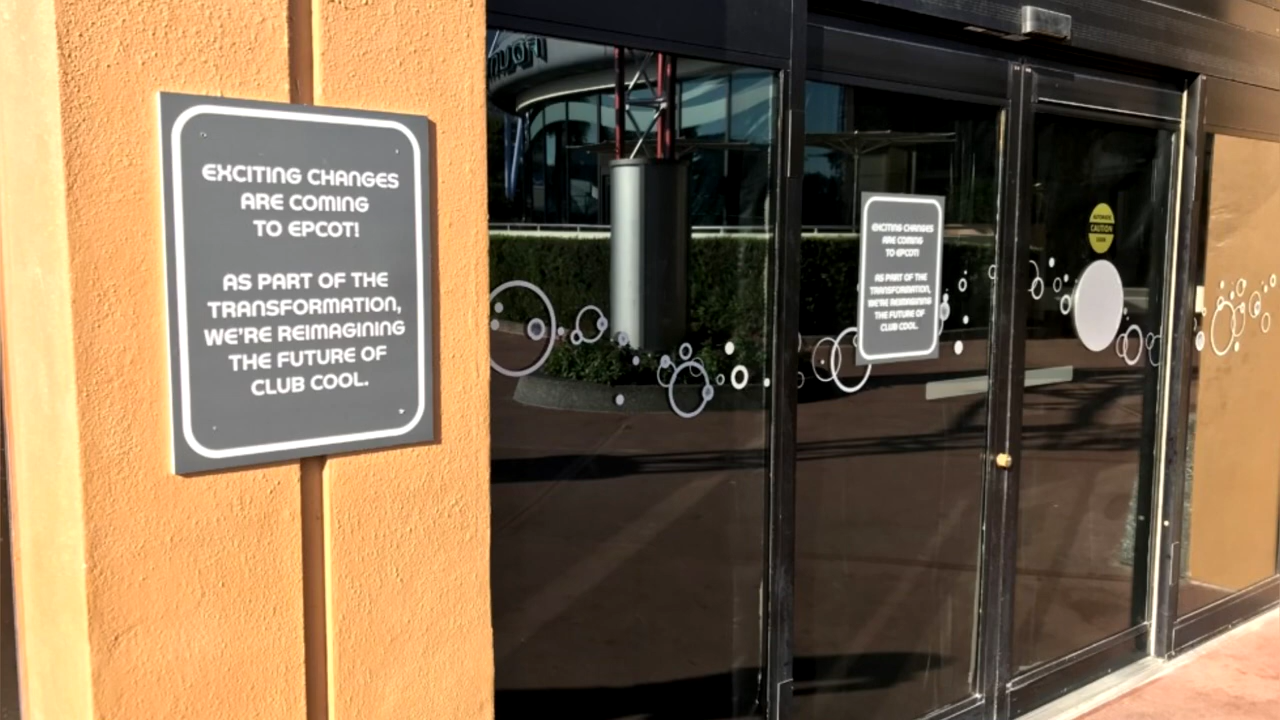 EXCITING CHANGES
ARE COMING
TO EPCOT!
AS PART OF THE
TRANSFORMATION,
WE'RE REIMAGINING
THE FUTURE OF
CLUB COOL.
EXCITING CHANGES
ARE COMING
TO EPCOT!
AS PART OF THE
TRANSFORMATION,
WE'RE REIMAGINING
THE FUTURE OF
CLUB COOL.
AUTOMATIC
CAUTION
DOOR